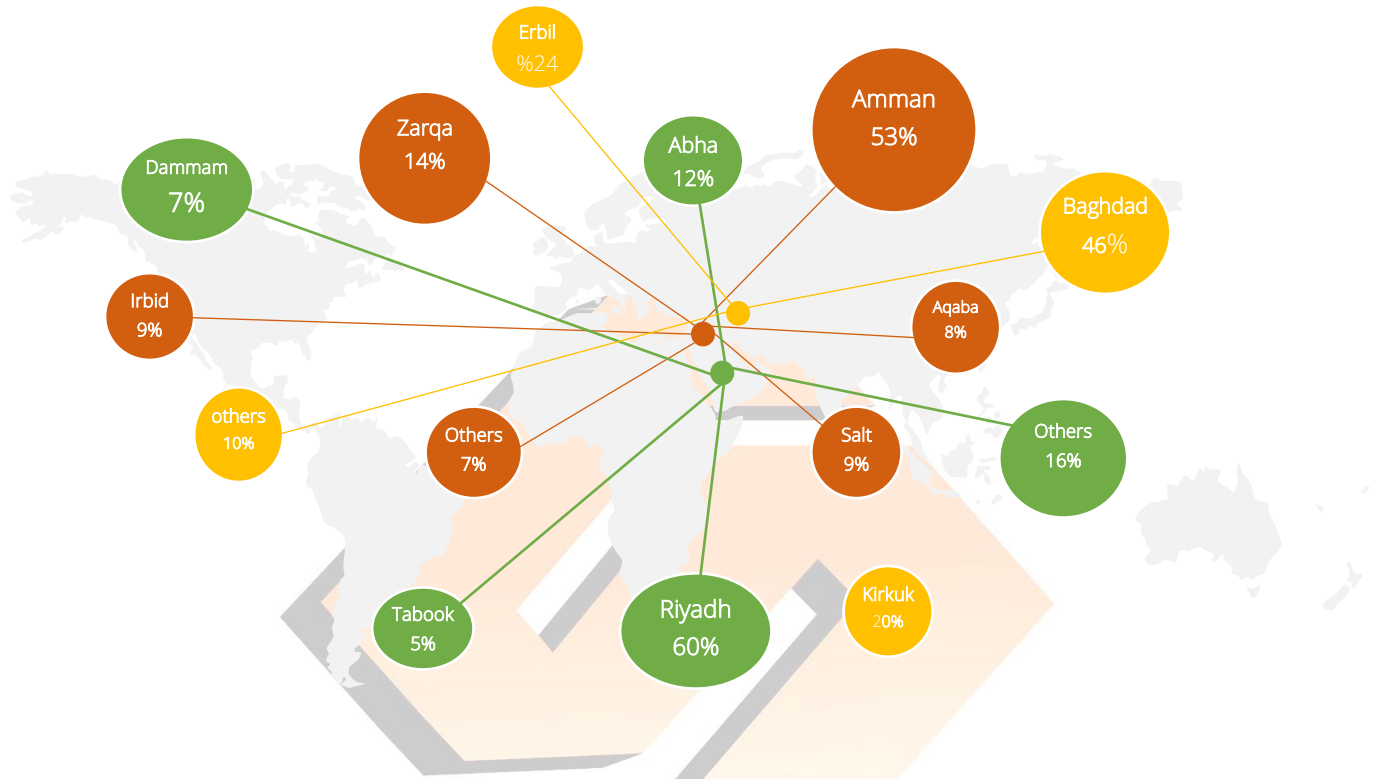 Erbil
%24
Amman
53%
Zarqa
14%
Abha
12%
Dammam
7%
Baghdad
46%
Irbid
9%
Aqaba
8%
others
10%
Others
7%
Salt
9%
Others
16%
Tabook
5%
Riyadh
60%
Kirkuk
20%